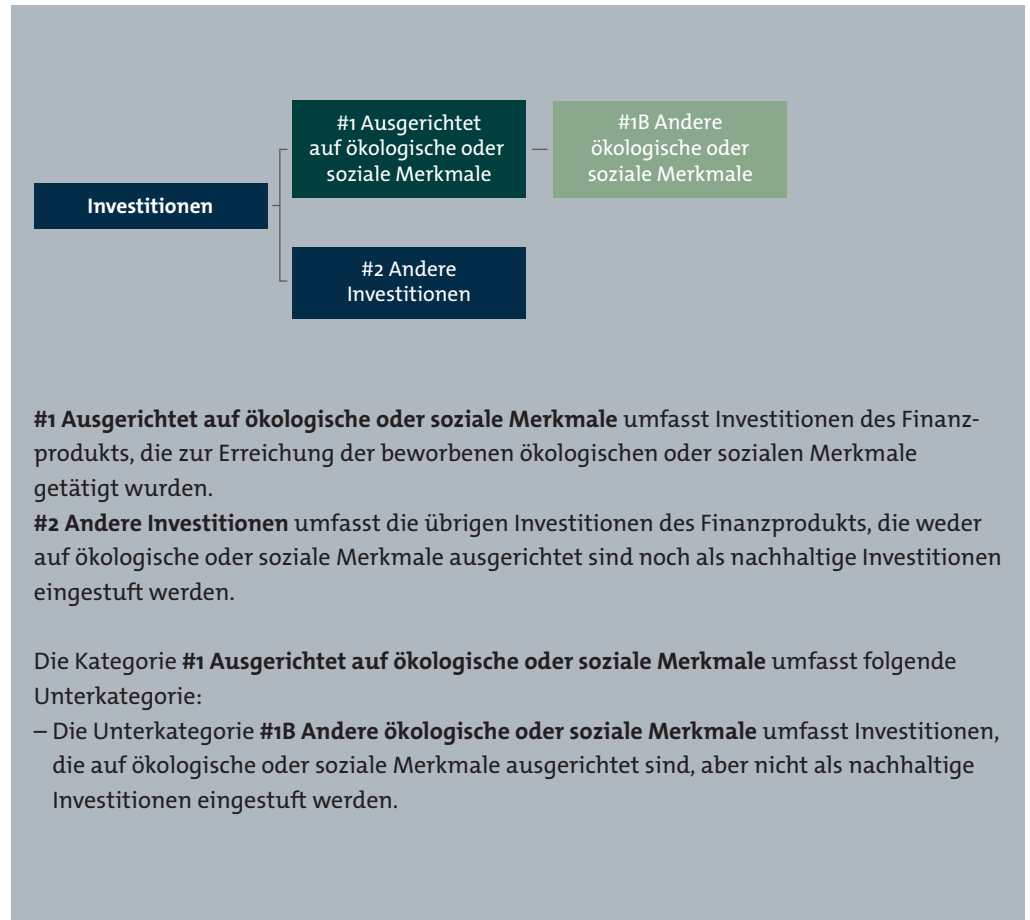 #1 Ausgerichtet
auf ökologische oder
soziale Merkmale
#1B Andere
ökologische oder
soziale Merkmale
Investitionen
#2 Andere
Investitionen
#1 Ausgerichtet auf ökologische oder soziale Merkmale umfasst Investitionen des Finanz-
produkts, die zur Erreichung der beworbenen ökologischen oder sozialen Merkmale
getätigt wurden.
#2 Andere Investitionen umfasst die übrigen Investitionen des Finanzprodukts, die weder
auf ökologische oder soziale Merkmale ausgerichtet sind noch als nachhaltige Investitionen
eingestuft werden.
Die Kategorie #1 Ausgerichtet auf ökologische oder soziale Merkmale umfasst folgende
Unterkategorie:
– Die Unterkategorie #1B Andere ökologische oder soziale Merkmale umfasst Investitionen,
die auf ökologische oder soziale Merkmale ausgerichtet sind, aber nicht als nachhaltige
Investitionen eingestuft werden.